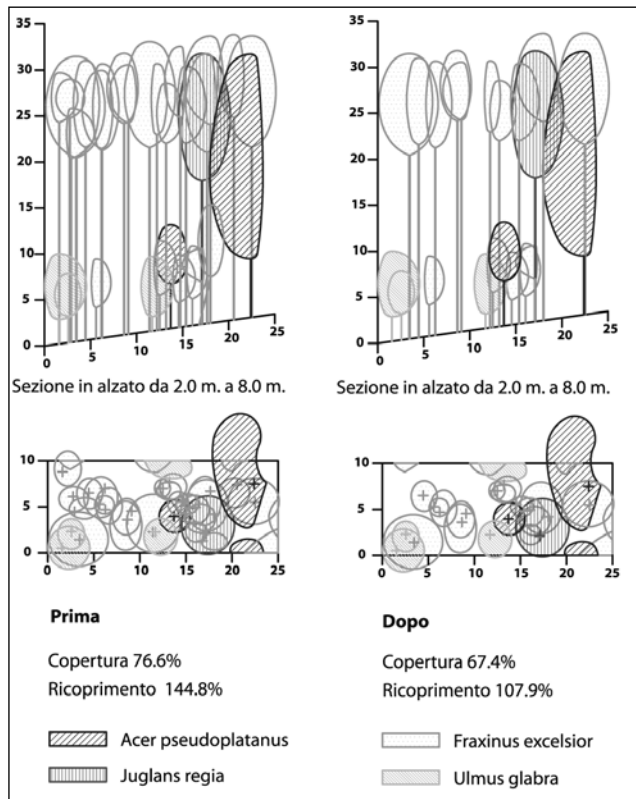 35
30
25
20
15
10
5
0
0 5 10 15 20 25
Sezione in alzato da 2.0 m. a 8.0 m.
10
5
0
0 5 10 15 20 25
Prima
Copertura 76.6%
Ricoprimento 144.8%
Acer pseudoplatanus
Juglans regia
35
30
25
20
15
10
5
0
0 5 10 15 20 25
Sezione in alzato da 2.0 m. a 8.0 m.
10
5
0
0 5 10 15 20 25
Dopo
Copertura 67.4%
Ricoprimento 107.9%
Fraxinus excelsior
Ulmus glabra